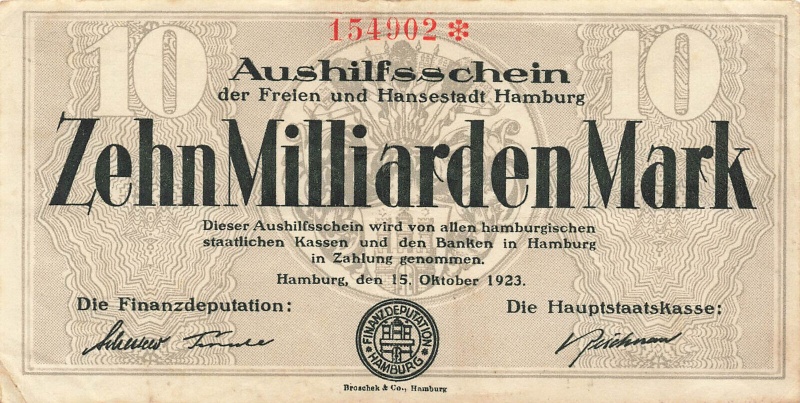 154902 *
10 10
Aushilfsschein
der Freien und Hansestadt Hamburg
Zehn Milliarden Mark
Dieser Aushilfsschein wird von allen hamburgischen
staatlichen Kassen und den Banken in Hamburg
in Zahlung genommen.
Hamburg, den 15. Oktober 1923.
Die Finanzdeputation: Die Hauptstaatskasse:
FINANZDEPUTATION
HAMBURG
Broschek & Co., Hamburg